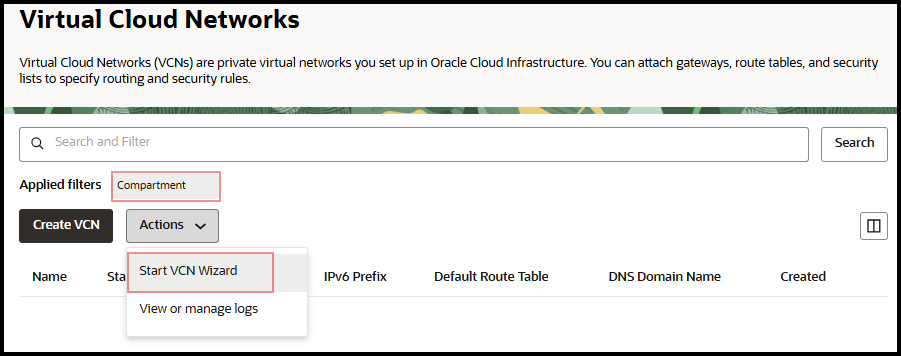 Virtual Cloud Networks
Virtual Cloud Networks (VCNs) are private virtual networks you set up in Oracle Cloud Infrastructure. You can attach gateways, route tables, and security
lists to specify routing and security rules.
Search and Filter
Search
Applied filters Compartment
Create VCN Actions
Start VCN Wizard
View or manage logs
Name IPv6 Prefix Default Route Table DNS Domain Name Created